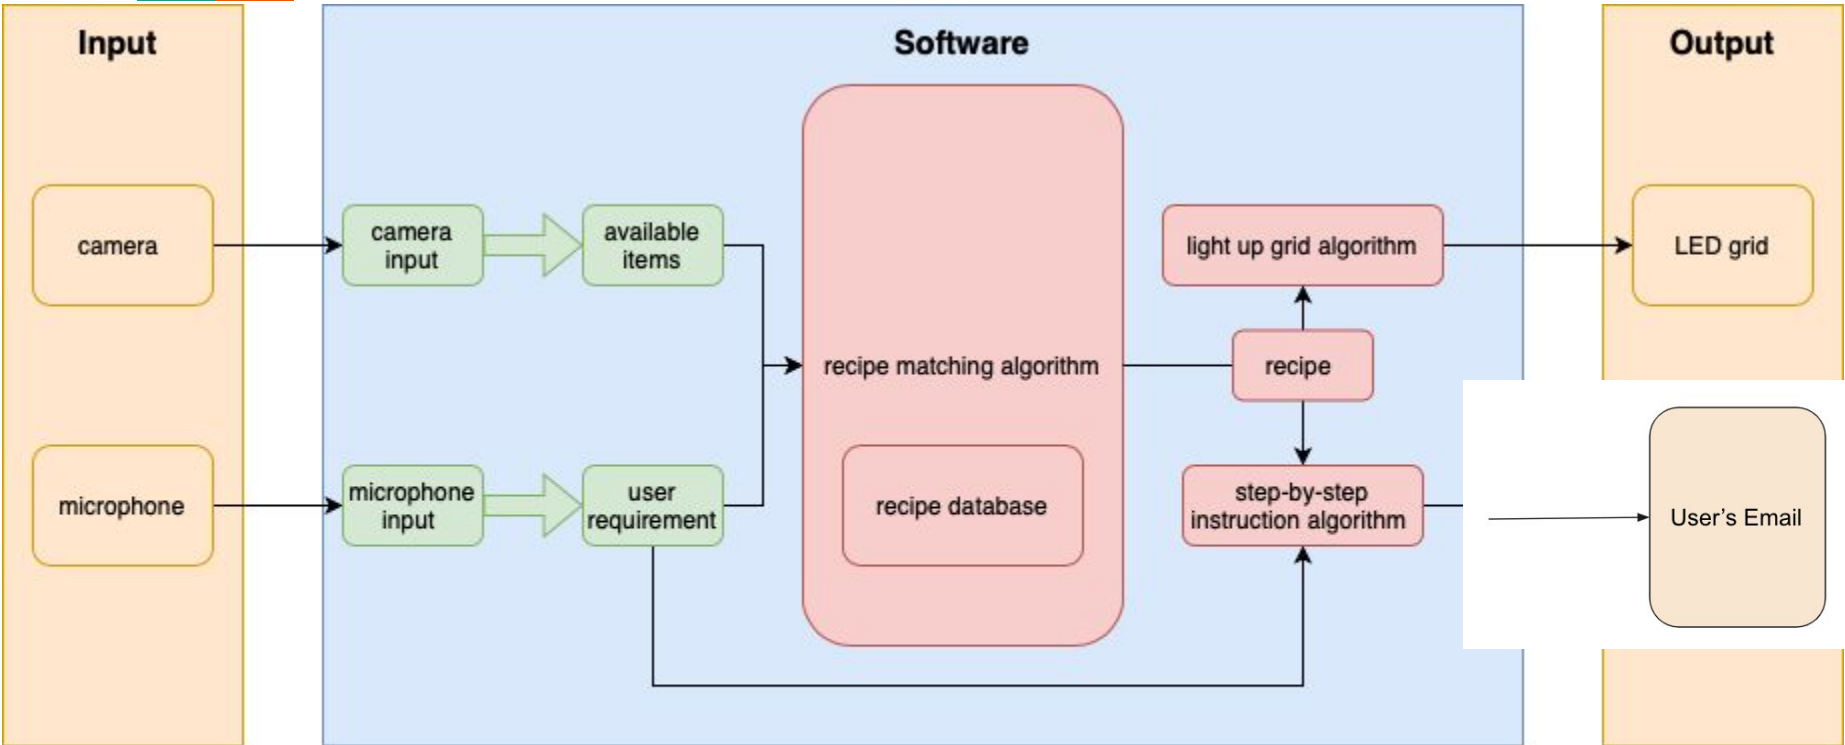 Input
Software
Output
camera
camera
input
available
items
light up grid algorithm
LED grid
recipe matching algorithm
recipe
microphone
microphone
input
user
requirement
recipe database
step-by-step
instruction algorithm
User’s Email